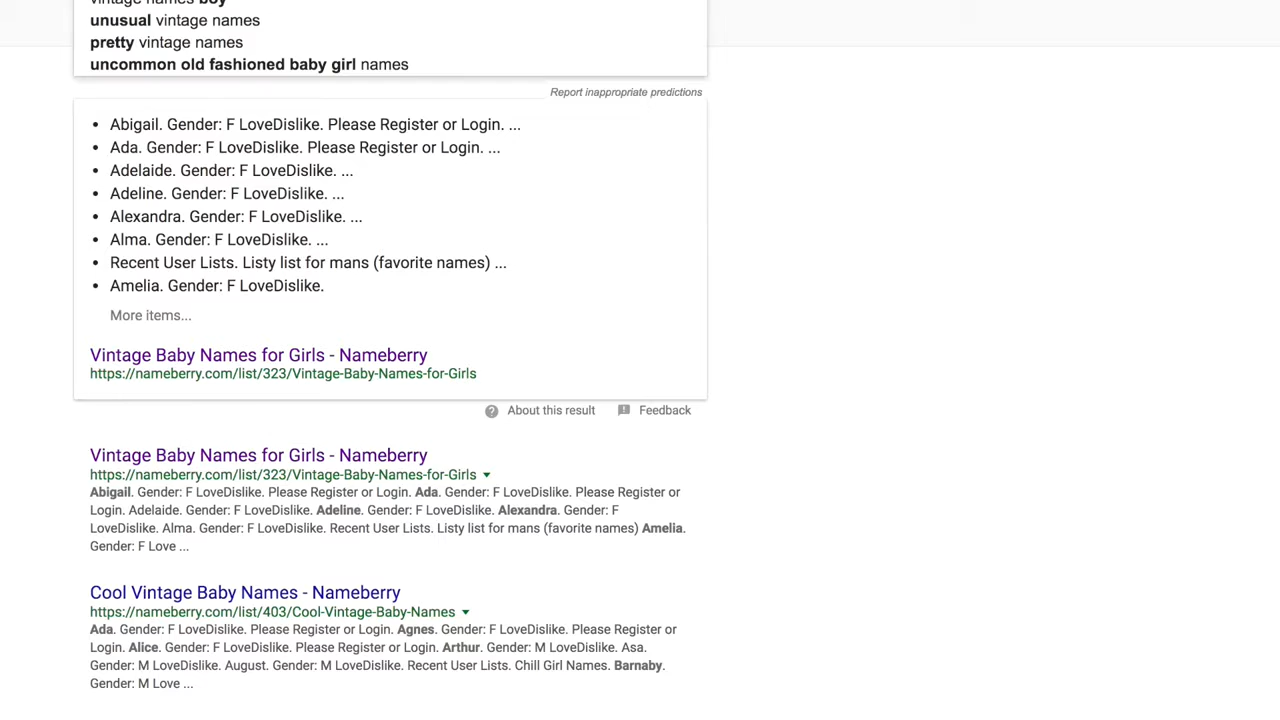 vintage names boy
unusual vintage names
pretty vintage names
uncommon old fashioned baby girl names
Report inappropriate predictions
• Abigail. Gender: F LoveDislike. Please Register or Login. ...
• Ada. Gender: F LoveDislike. Please Register or Login. ...
• Adelaide. Gender: F LoveDislike. ...
• Adeline. Gender: F LoveDislike. ...
• Alexandra. Gender: F LoveDislike. ...
• Alma. Gender: F LoveDislike. ...
• Recent User Lists. Listy list for mans (favorite names) ...
• Amelia. Gender: F LoveDislike.
More items...
Vintage Baby Names for Girls - Nameberry
https://nameberry.com/list/323/Vintage-Baby-Names-for-Girls
About this result Feedback
Vintage Baby Names for Girls - Nameberry
https://nameberry.com/list/323/Vintage-Baby-Names-for-Girls
Abigail. Gender: F LoveDislike. Please Register or Login. Ada. Gender: F LoveDislike. Please Register or
Login. Adelaide. Gender: F LoveDislike. Adeline. Gender: F LoveDislike. Alexandra. Gender: F
LoveDislike. Alma. Gender: F LoveDislike. Recent User Lists. Listy list for mans (favorite names) Amelia.
Gender: F Love ...
Cool Vintage Baby Names - Nameberry
https://nameberry.com/list/403/Cool-Vintage-Baby-Names
Ada. Gender: F LoveDislike. Please Register or Login. Agnes. Gender: F LoveDislike. Please Register or
Login. Alice. Gender: F LoveDislike. Please Register or Login. Arthur. Gender: M LoveDislike. Asa.
Gender: M LoveDislike. August. Gender: M LoveDislike. Recent User Lists. Chill Girl Names. Barnaby.
Gender: M Love ...